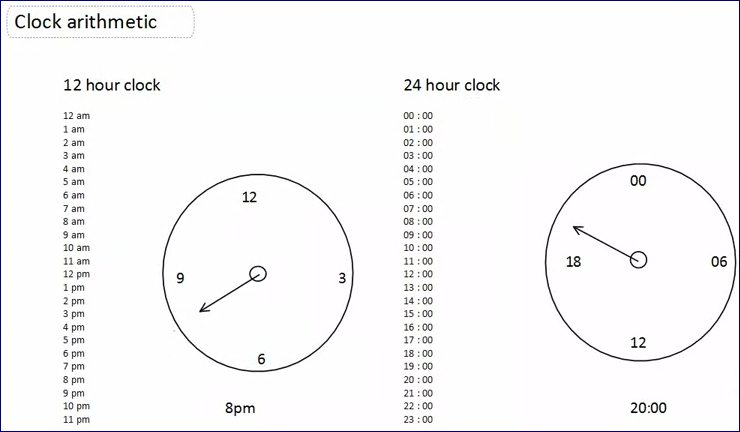 Clock arithmetic
12 hour clock
12 am
1 am
2 am
3 am
4 am
5 am
6 am
7 am
8 am
9 am
10 am
11 am
12 pm
1 pm
2 pm
3 pm
4 pm
5 pm
6 pm
7 pm
8 pm
9 pm
10 pm
11 pm
12
9
3
6
8pm
24 hour clock
00 : 00
01 : 00
02 : 00
03 : 00
04 : 00
05 : 00
06 : 00
07 : 00
08 : 00
09 : 00
10 : 00
11 : 00
12 : 00
13 : 00
14 : 00
15 : 00
16 : 00
17 : 00
18 : 00
19 : 00
20 : 00
21 : 00
22 : 00
23 : 00
00
18
06
12
20:00